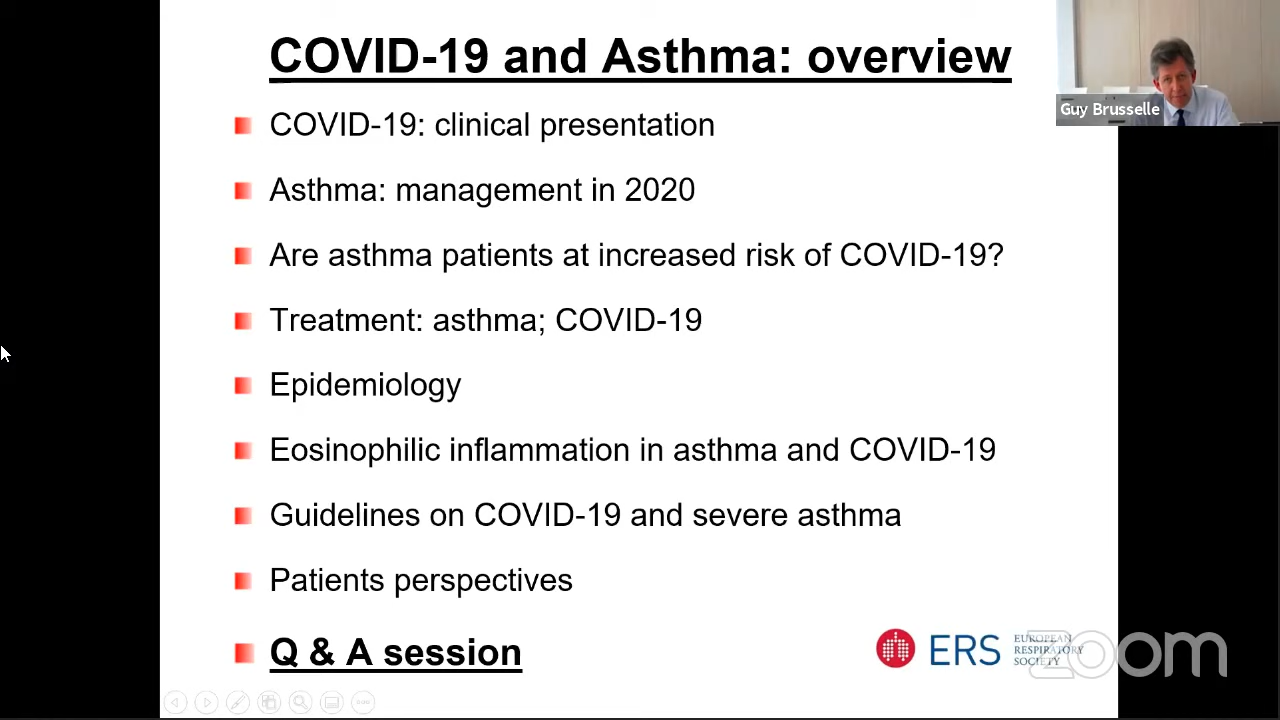 COVID-19 and Asthma: overview
Guy Brusselle
COVID-19: clinical presentation
Asthma: management in 2020
Are asthma patients at increased risk of COVID-19?
Treatment: asthma; COVID-19
Epidemiology
Eosinophilic inflammation in asthma and COVID-19
Guidelines on COVID-19 and severe asthma
Patients perspectives
Q & A session
ERS
EUROPEAN
RESPIRATORY
SOCIETY
zoom